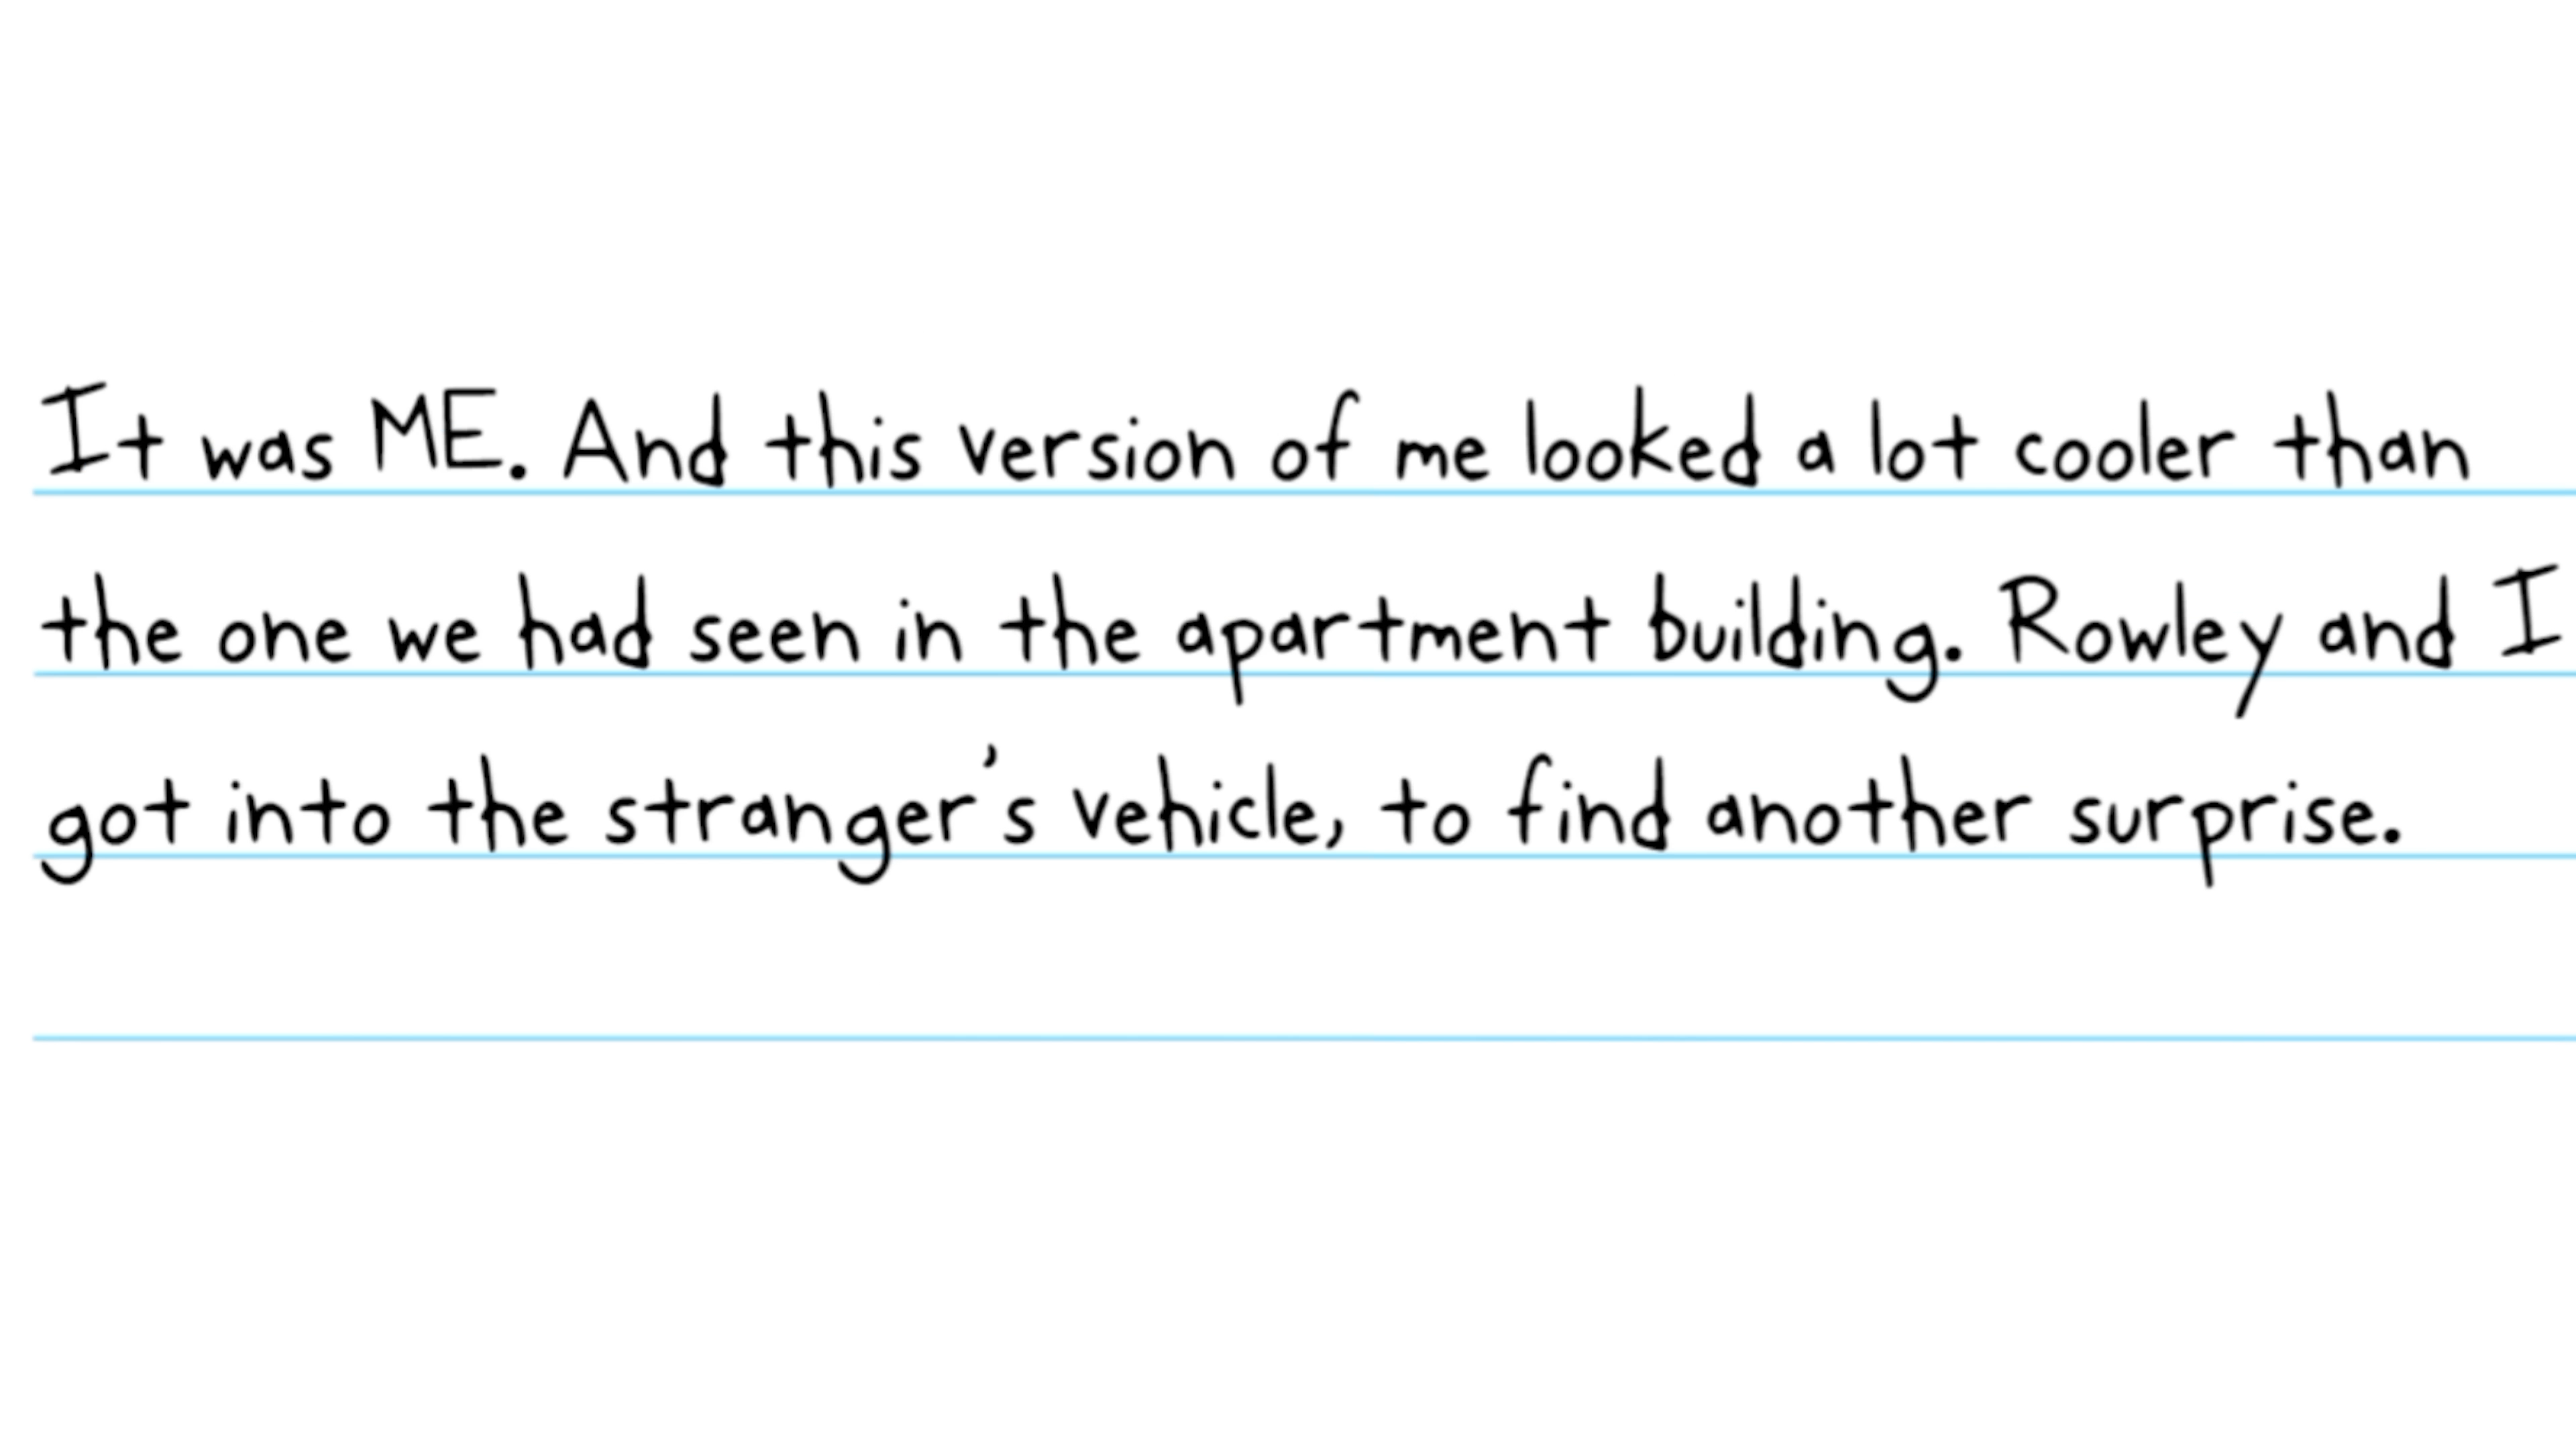 It was ME. And this version of me looked a lot cooler than
the one we had seen in the apartment building. Rowley and I
got into the stranger's vehicle, to find another surprise.